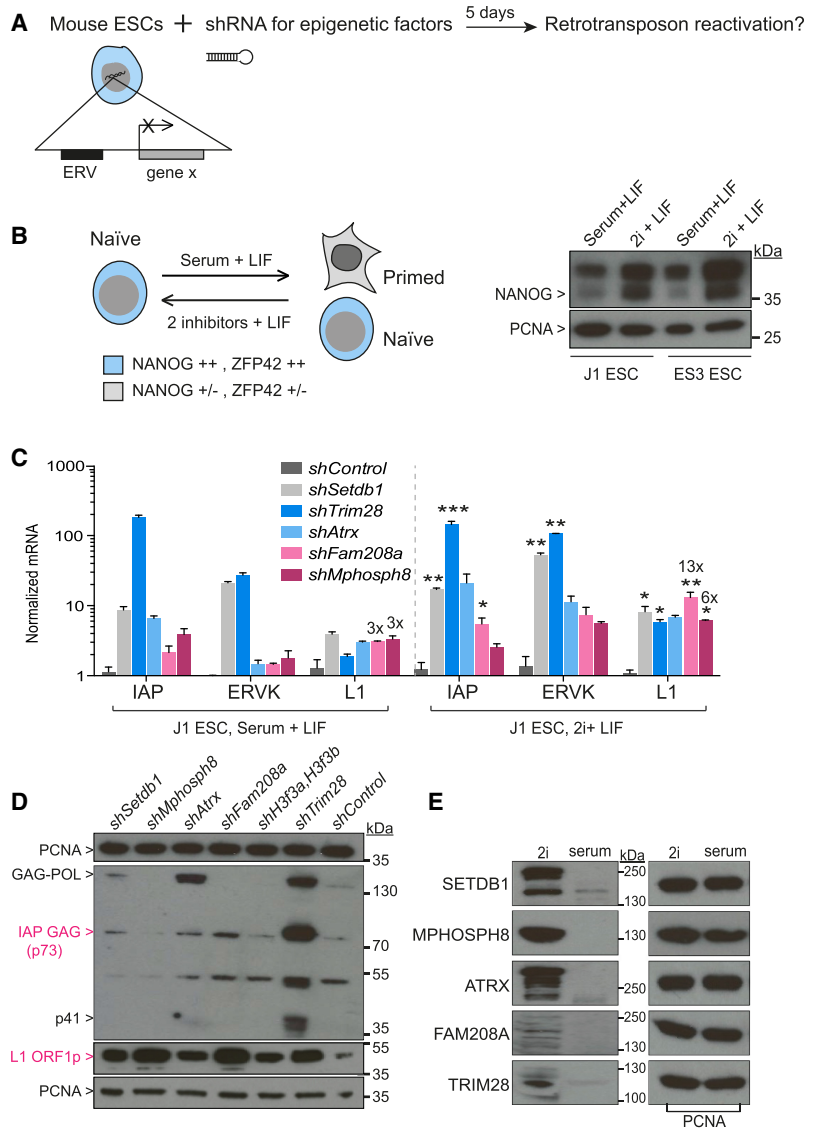 A
Mouse ESCs + shRNA for epigenetic factors 5 days Retrotransposon reactivation?
X
ERV gene x
B
Naïve
Serum + LIF
2 inhibitors + LIF
Primed
Naïve
NANOG ++ , ZFP42 ++
NANOG +/- , ZFP42 +/-
Serum+LIF 2i + LIF Serum+LIF 2i + LIF
kDa
NANOG > 35
PCNA > 25
J1 ESC ES3 ESC
C
Normalized mRNA
1000
100
10
1
shControl
shSetdb1
shTrim28
shAtrx
shFam208a
shMphosph8
3x 3x
** *** *
** **
* * 13x ** 6x *
IAP ERVK L1 IAP ERVK L1
J1 ESC, Serum + LIF J1 ESC, 2i+ LIF
D
shSetdb1 shMphosph8 shAtrx shFam208a shH3f3a,H3f3b shTrim28 shControl
kDa
PCNA > 35
GAG-POL > 130
IAP GAG >
(p73)
70
55
p41 > 35
L1 ORF1p > 55
35
PCNA > 35
E
2i serum kDa 2i serum
SETDB1 250
130
MPHOSPH8 130
ATRX 250
FAM208A 250
130
TRIM28 130
100
PCNA